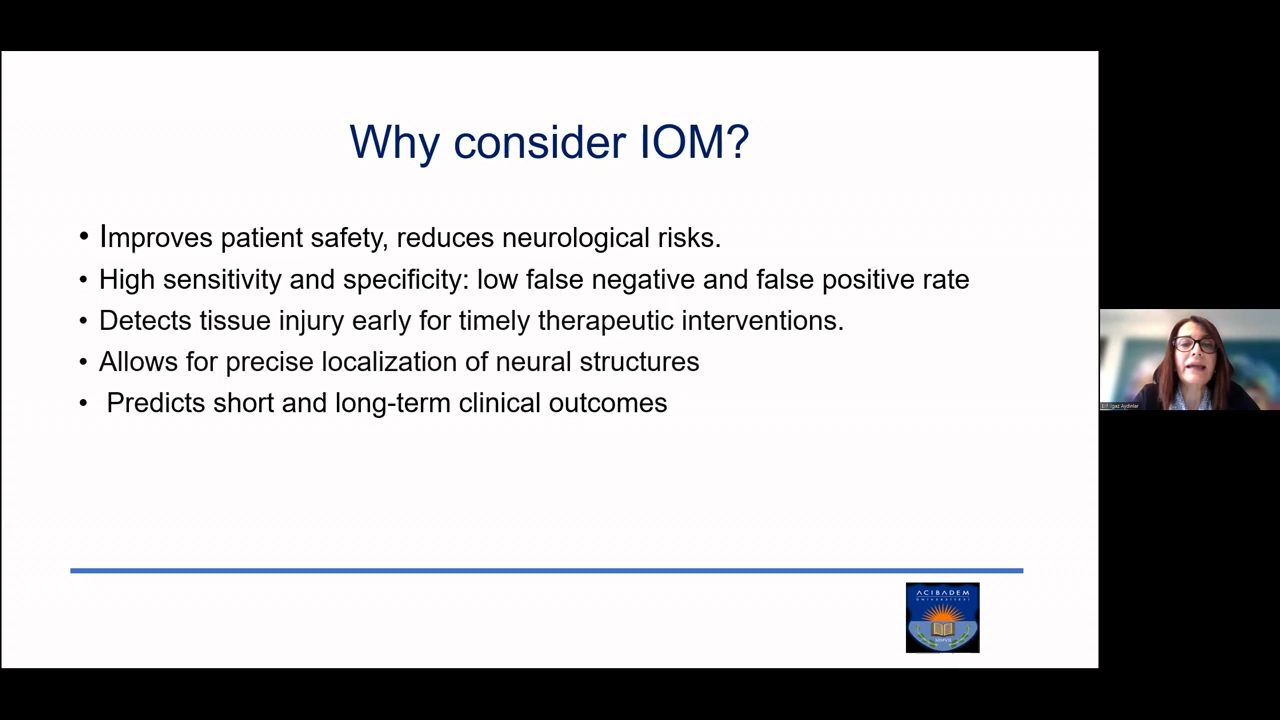 Why consider IOM?
• Improves patient safety, reduces neurological risks.
• High sensitivity and specificity: low false negative and false positive rate
• Detects tissue injury early for timely therapeutic interventions.
• Allows for precise localization of neural structures
• Predicts short and long-term clinical outcomes
Aydinlar
ACIBADEM